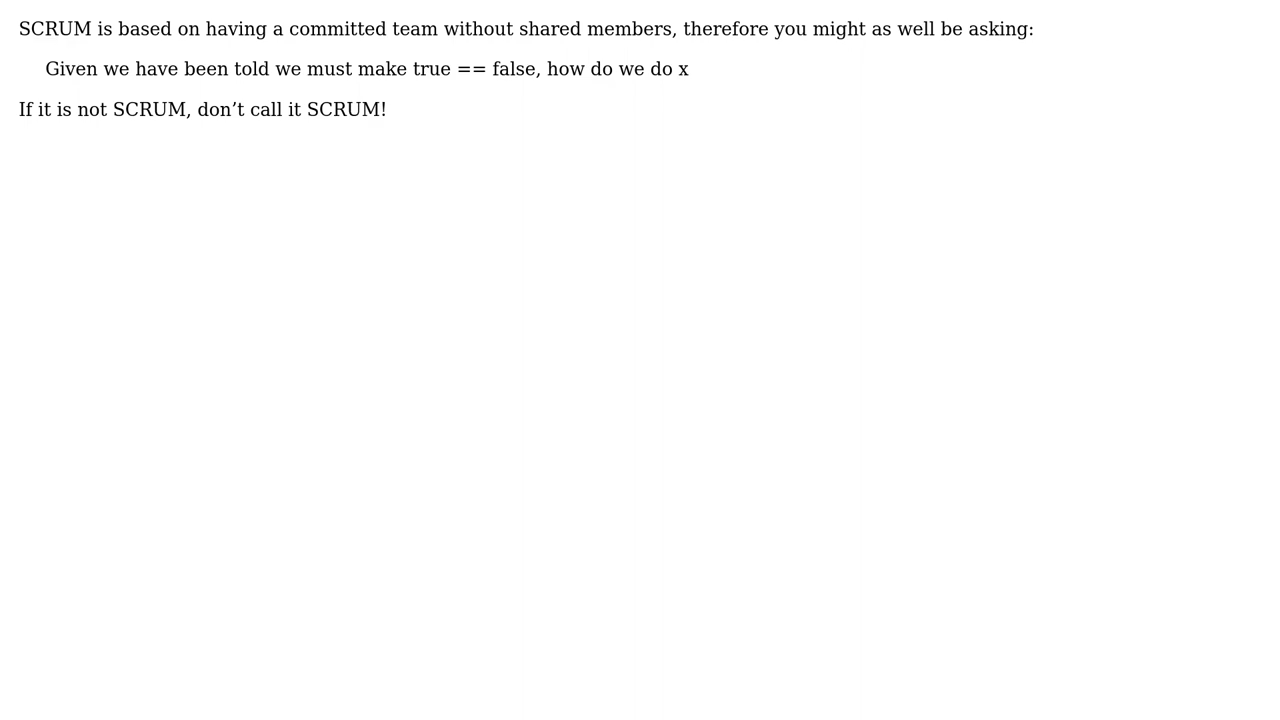 SCRUM is based on having a committed team without shared members, therefore you might as well be asking:
Given we have been told we must make true == false, how do we do x
If it is not SCRUM, don’t call it SCRUM!